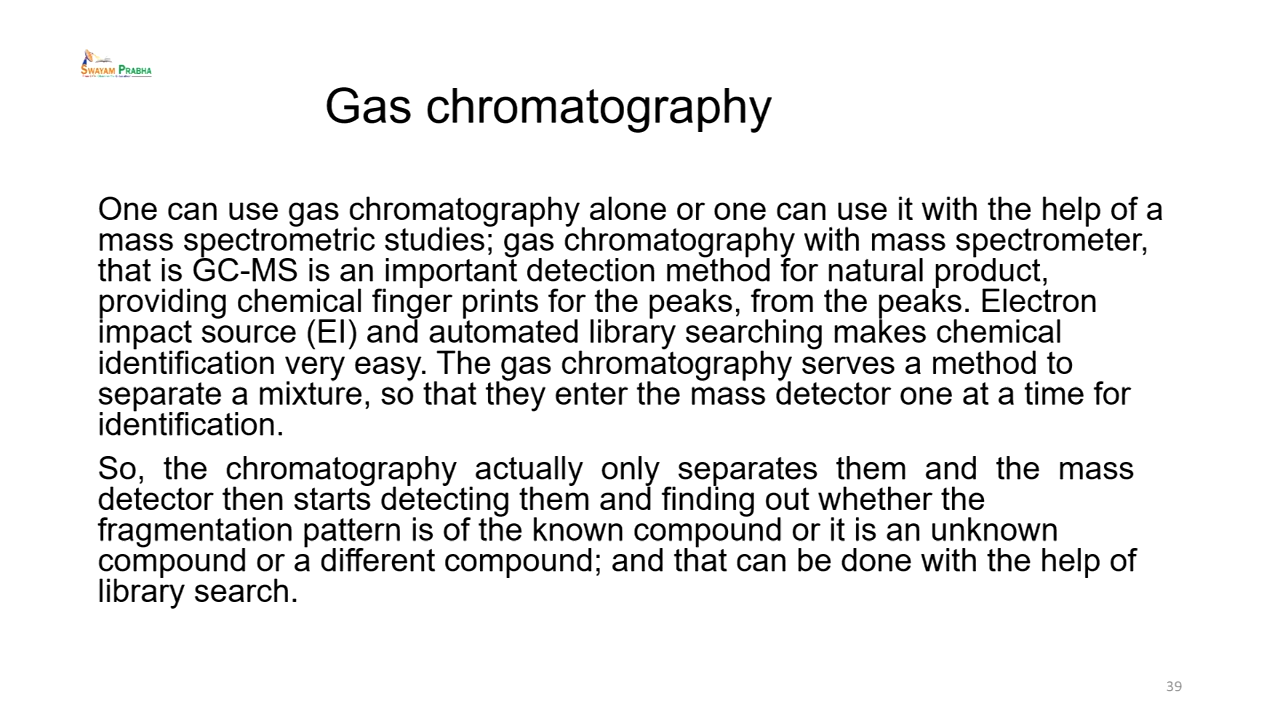 SWAYAM PRABHA
Gas chromatography
One can use gas chromatography alone or one can use it with the help of a
mass spectrometric studies; gas chromatography with mass spectrometer,
that is GC-MS is an important detection method for natural product,
providing chemical finger prints for the peaks, from the peaks. Electron
impact source (EI) and automated library searching makes chemical
identification very easy. The gas chromatography serves a method to
separate a mixture, so that they enter the mass detector one at a time for
identification.
So, the chromatography actually only separates them and the mass
detector then starts detecting them and finding out whether the
fragmentation pattern is of the known compound or it is an unknown
compound or a different compound; and that can be done with the help of
library search.
39